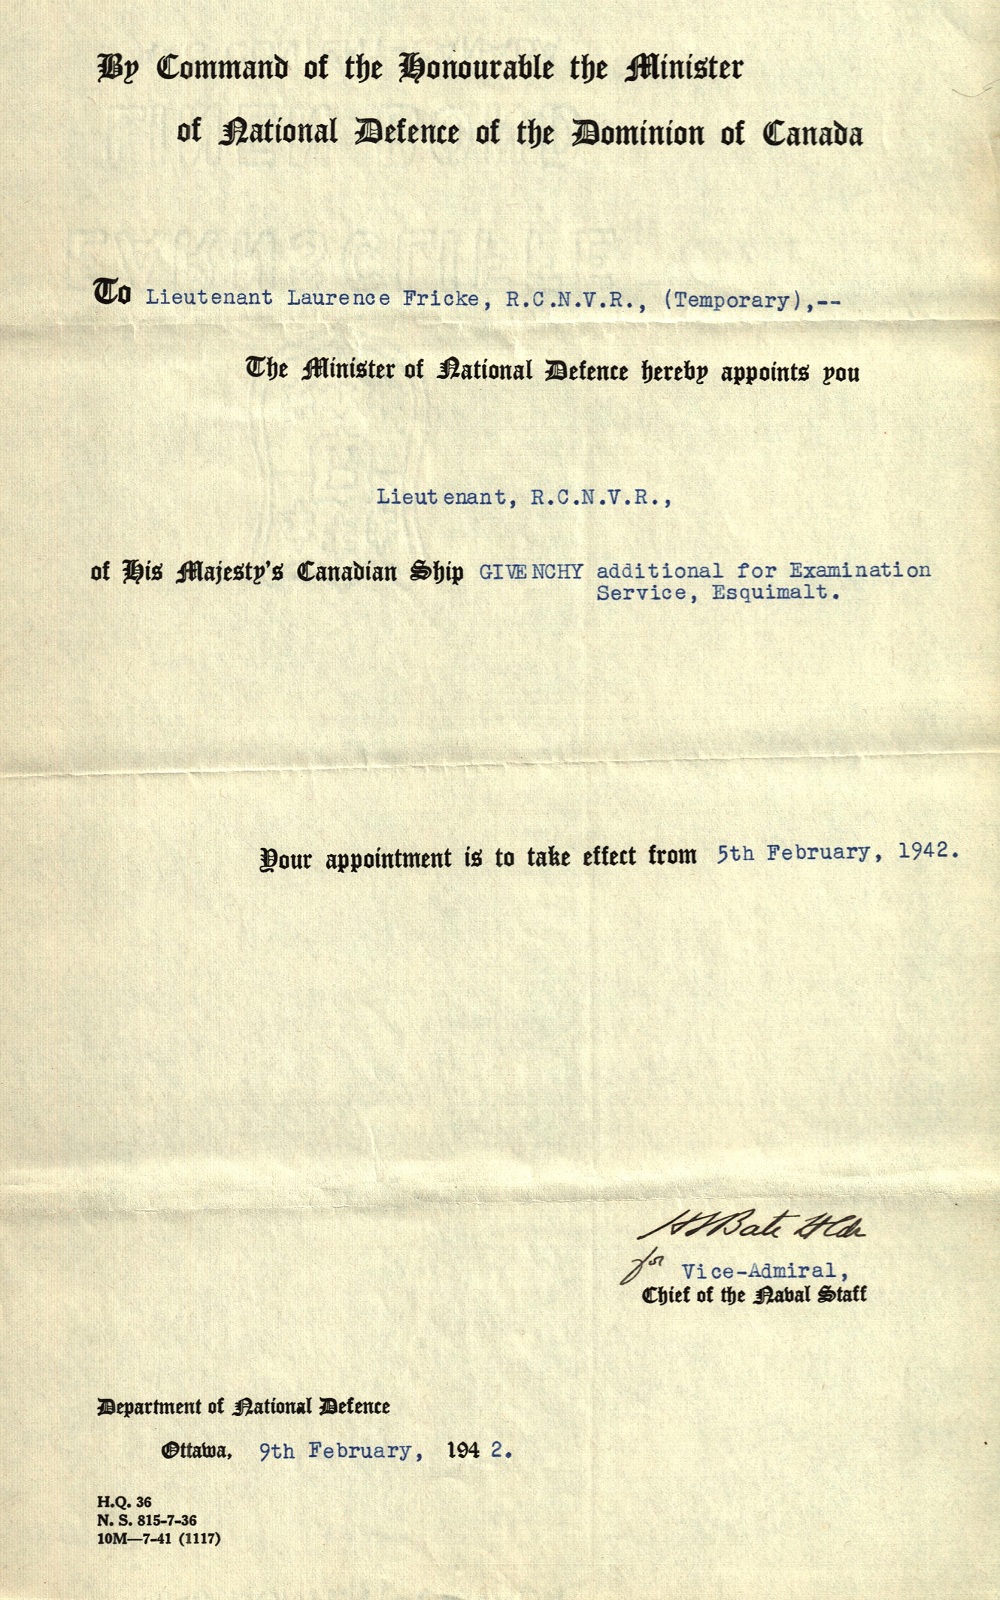 By Command of the Honourable the Minister
of National Defence of the Dominion of Canada
To Lieutenant Laurence Fricke, R.C.N.V.R., (Temporary),--
The Minister of National Defence hereby appoints you
Lieutenant, R.C.N.V.R.,
of His Majesty's Canadian Ship GIVENCHY additional for Examination
Service, Esquimalt.
Your appointment is to take effect from 5th February, 1942.
Bate
for Vice-Admiral,
Chief of the Naval Staff
Department of National Defence
Ottawa, 9th February, 1942.
H.Q. 36
N. S. 815-7-36
10M—7-41 (1117)